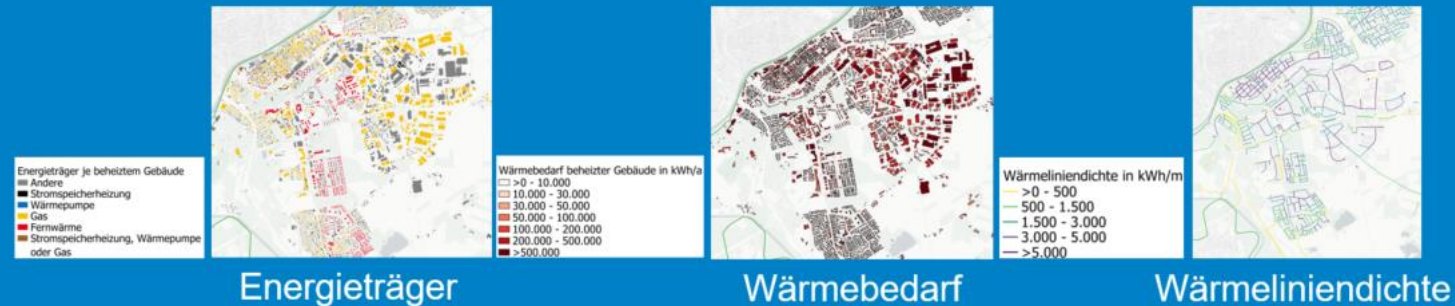 Energieträger je beheiztem Gebäude
Andere
Stromspeicherheizung
Wärmepumpe
Gas
Fernwärme
Stromspeicherheizung, Wärmepumpe
oder Gas
Energieträger
Wärmebedarf beheizter Gebäude in kWh/a
>0 - 10.000
10.000 - 30.000
30.000 - 50.000
50.000 - 100.000
100.000 - 200.000
200.000 - 500.000
>500.000
Wärmebedarf
Wärmeliniendichte in kWh/m
>0 - 500
500 - 1.500
1.500 - 3.000
3.000 - 5.000
>5.000
Wärmeliniendichte